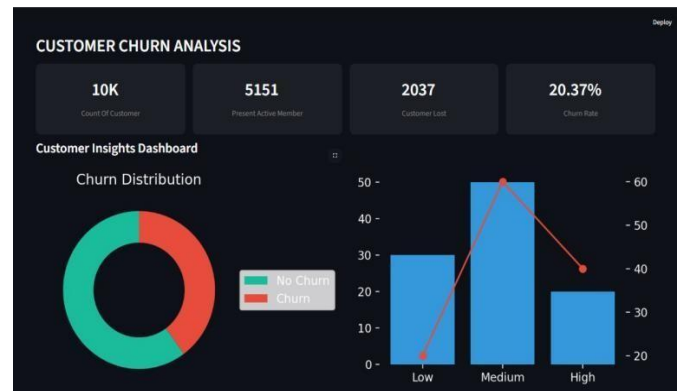 Deploy
CUSTOMER CHURN ANALYSIS
10K
Count Of Customer
5151
Present Active Member
2037
Customer Lost
20.37%
Churn Rate
Customer Insights Dashboard
Churn Distribution
No Churn
Churn
50
40
30
20
10
0
Low
Medium
High
60
50
40
30
20